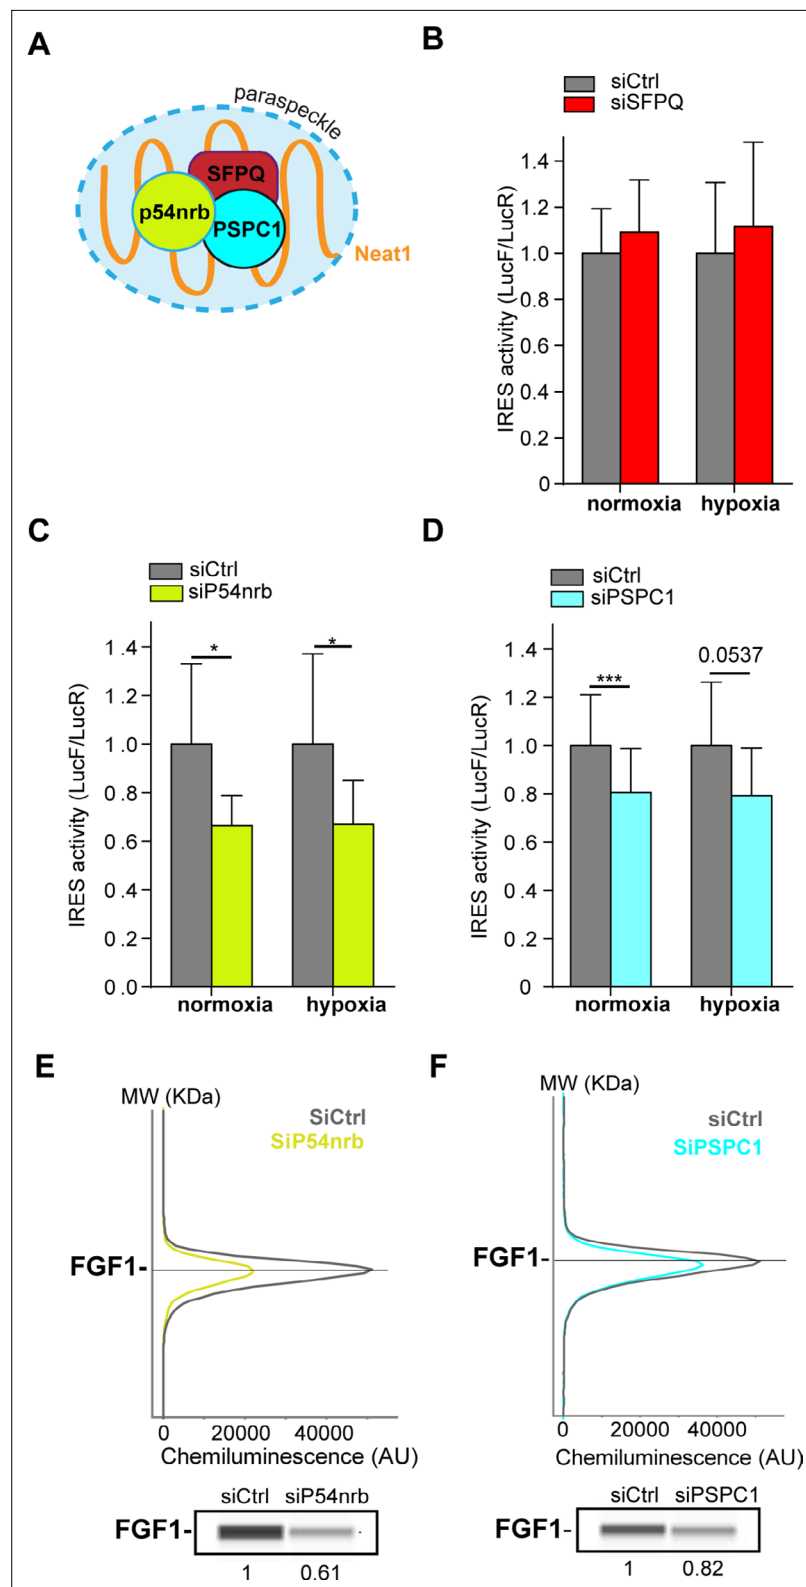 A
paraspeckle
SFPQ
p54nrb
PSPC1
Neat1
B
siCtrl
siSFPQ
IRES activity (LucF/LucR)
1.4
1.2
1.0
0.8
0.6
0.4
0.2
0
normoxia hypoxia
C
siCtrl
siP54nrb
IRES activity (LucF/LucR)
1.4
1.2
1.0
0.8
0.6
0.4
0.2
0.0
* *
normoxia hypoxia
D
siCtrl
siPSPC1
IRES activity (LucF/LucR)
1.4
1.2
1.0
0.8
0.6
0.4
0.2
0
*** 0.0537
normoxia hypoxia
E
MW (KDa)
SiCtrl
SiP54nrb
FGF1-
0 20000 40000
Chemiluminescence (AU)
siCtrl siP54nrb
FGF1-
1 0.61
F
MW (KDa)
siCtrl
SiPSPC1
FGF1-
0 20000 40000
Chemiluminescence (AU)
siCtrl siPSPC1
FGF1-
1 0.82